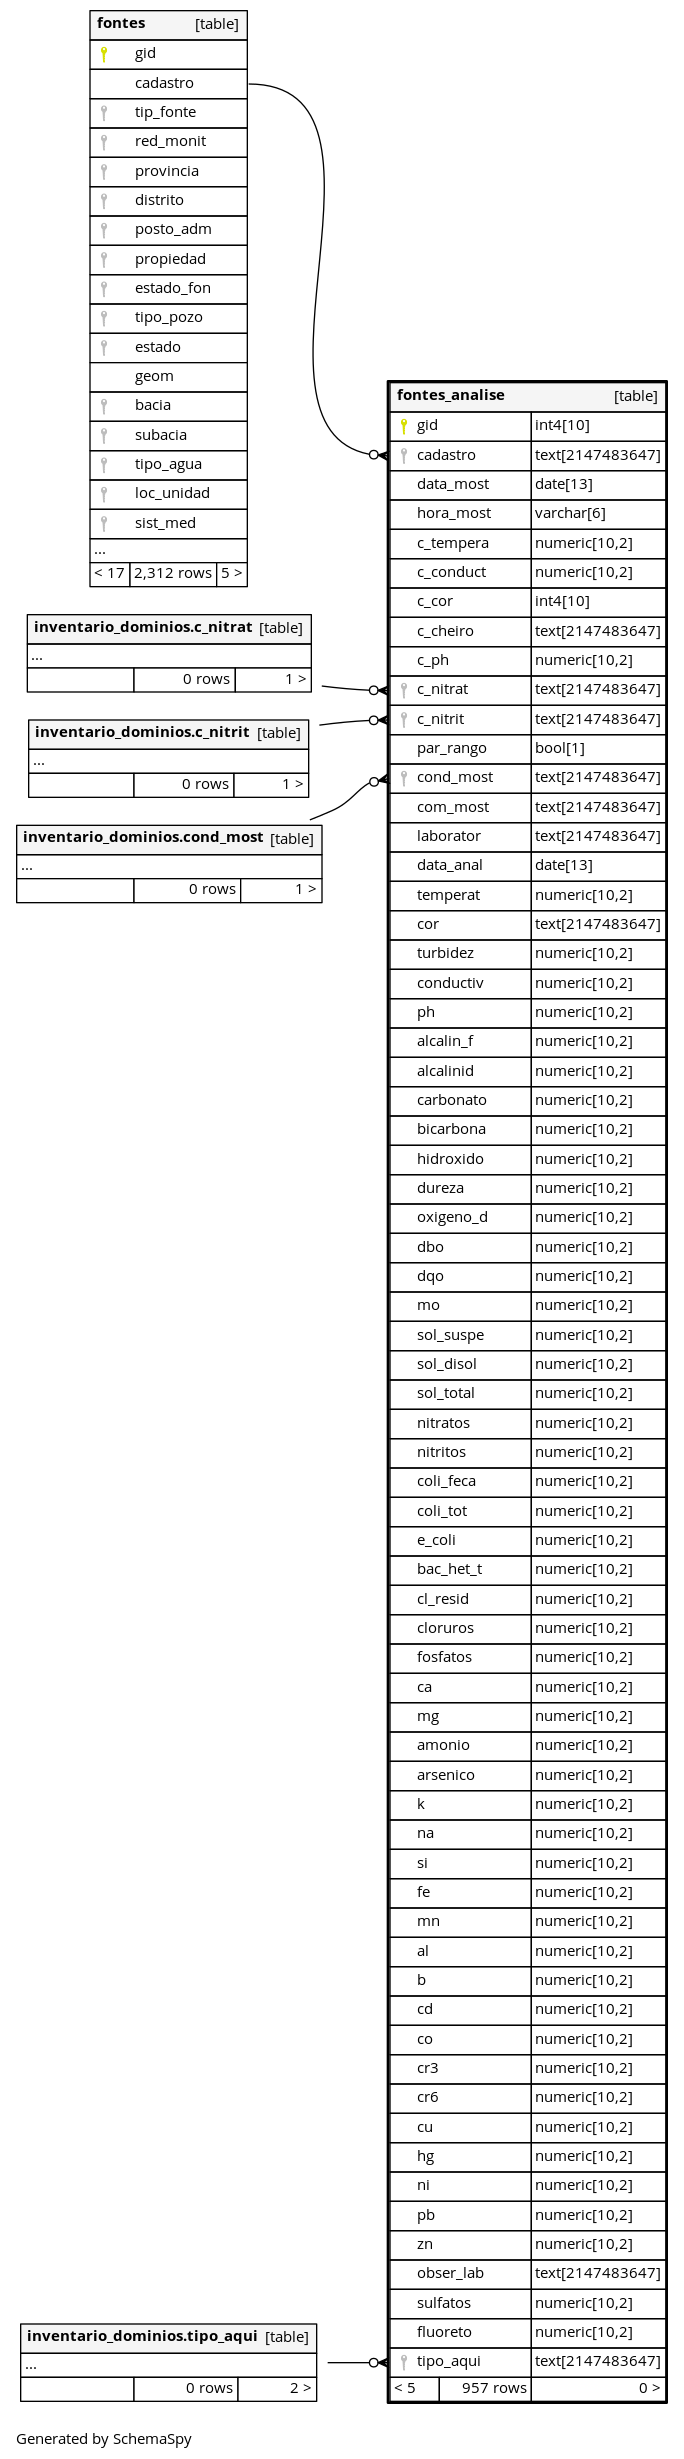 fontes [table]
gid
cadastro
tip_fonte
red_monit
provincia
distrito
posto_adm
propiedad
estado_fon
tipo_pozo
estado
geom
bacia
subacia
tipo_agua
loc_unidad
sist_med
...
< 17 2,312 rows 5 >
inventario_dominios.c_nitrat [table]
...
0 rows 1 >
inventario_dominios.c_nitrit [table]
...
0 rows 1 >
inventario_dominios.cond_most [table]
...
0 rows 1 >
fontes_analise [table]
gid int4[10]
cadastro text[2147483647]
data_most date[13]
hora_most varchar[6]
c_tempera numeric[10,2]
c_conduct numeric[10,2]
c_cor int4[10]
c_cheiro text[2147483647]
c_ph numeric[10,2]
c_nitrat text[2147483647]
c_nitrit text[2147483647]
par_rango bool[1]
cond_most text[2147483647]
com_most text[2147483647]
laborator text[2147483647]
data_anal date[13]
temperat numeric[10,2]
cor text[2147483647]
turbidez numeric[10,2]
conductiv numeric[10,2]
ph numeric[10,2]
alcalin_f numeric[10,2]
alcalinid numeric[10,2]
carbonato numeric[10,2]
bicarbona numeric[10,2]
hidroxido numeric[10,2]
dureza numeric[10,2]
oxigeno_d numeric[10,2]
dbo numeric[10,2]
dqo numeric[10,2]
mo numeric[10,2]
sol_suspe numeric[10,2]
sol_disol numeric[10,2]
sol_total numeric[10,2]
nitratos numeric[10,2]
nitritos numeric[10,2]
coli_feca numeric[10,2]
coli_tot numeric[10,2]
e_coli numeric[10,2]
bac_het_t numeric[10,2]
cl_resid numeric[10,2]
cloruros numeric[10,2]
fosfatos numeric[10,2]
ca numeric[10,2]
mg numeric[10,2]
amonio numeric[10,2]
arsenico numeric[10,2]
k numeric[10,2]
na numeric[10,2]
si numeric[10,2]
fe numeric[10,2]
mn numeric[10,2]
al numeric[10,2]
b numeric[10,2]
cd numeric[10,2]
co numeric[10,2]
cr3 numeric[10,2]
cr6 numeric[10,2]
cu numeric[10,2]
hg numeric[10,2]
ni numeric[10,2]
pb numeric[10,2]
zn numeric[10,2]
obser_lab text[2147483647]
sulfatos numeric[10,2]
fluoreto numeric[10,2]
tipo_aqui text[2147483647]
< 5 957 rows 0 >
inventario_dominios.tipo_aqui [table]
...
0 rows 2 >
Generated by SchemaSpy